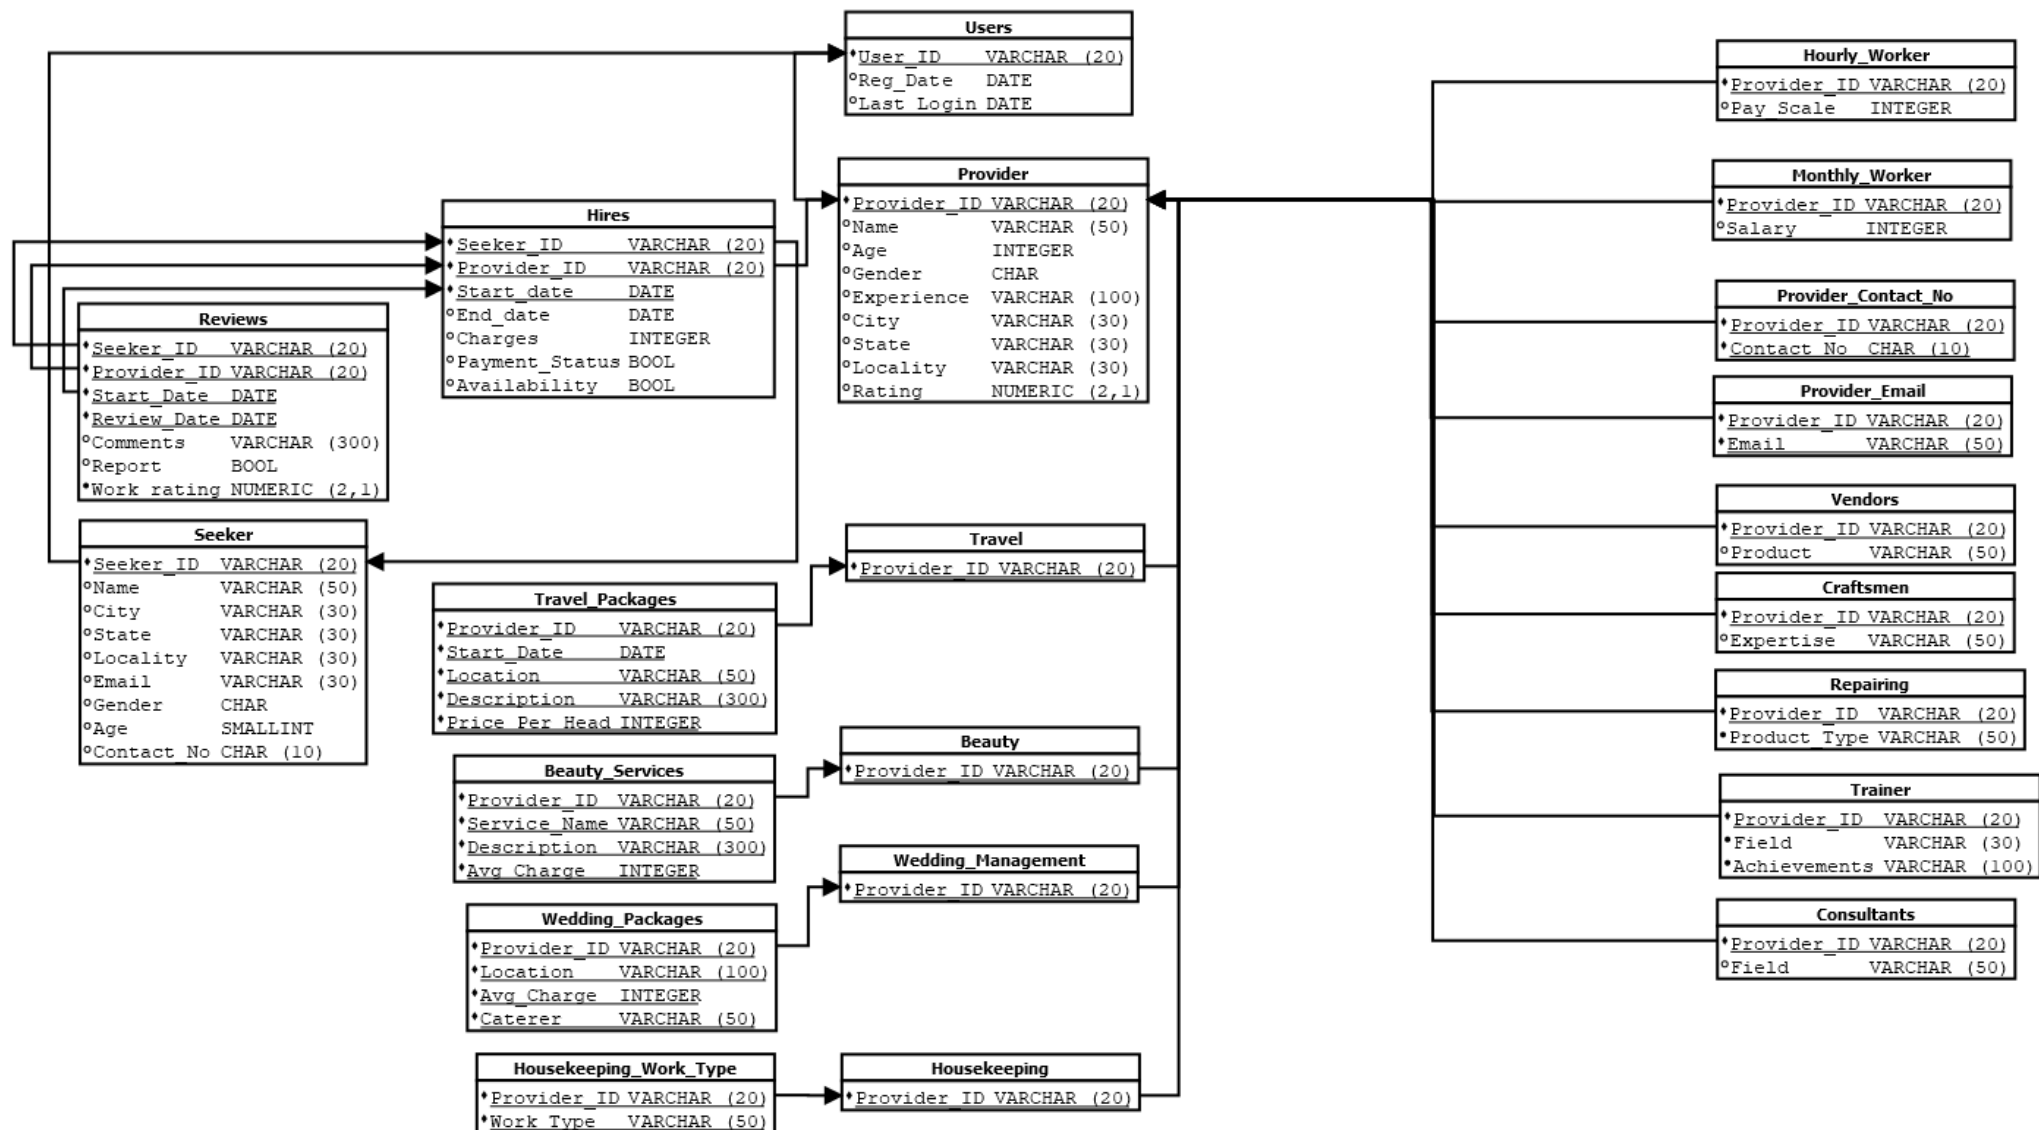 Users
User_ID VARCHAR (20)
Reg_Date DATE
Last_Login DATE
Provider
Provider_ID VARCHAR (20)
Name VARCHAR (50)
Age INTEGER
Gender CHAR
Experience VARCHAR (100)
City VARCHAR (30)
State VARCHAR (30)
Locality VARCHAR (30)
Rating NUMERIC (2,1)
Hires
Seeker_ID VARCHAR (20)
Provider_ID VARCHAR (20)
Start_date DATE
End_date DATE
Charges INTEGER
Payment_Status BOOL
Availability BOOL
Reviews
Seeker_ID VARCHAR (20)
Provider_ID VARCHAR (20)
Start_Date DATE
Review_Date DATE
Comments VARCHAR (300)
Report BOOL
Work_rating NUMERIC (2,1)
Seeker
Seeker_ID VARCHAR (20)
Name VARCHAR (50)
City VARCHAR (30)
State VARCHAR (30)
Locality VARCHAR (30)
Email VARCHAR (30)
Gender CHAR
Age SMALLINT
Contact_No CHAR (10)
Travel
Provider_ID VARCHAR (20)
Travel_Packages
Provider_ID VARCHAR (20)
Start_Date DATE
Location VARCHAR (50)
Description VARCHAR (300)
Price_Per_Head INTEGER
Beauty
Provider_ID VARCHAR (20)
Beauty_Services
Provider_ID VARCHAR (20)
Service_Name VARCHAR (50)
Description VARCHAR (300)
Avg_Charge INTEGER
Wedding_Management
Provider_ID VARCHAR (20)
Wedding_Packages
Provider_ID VARCHAR (20)
Location VARCHAR (100)
Avg_Charge INTEGER
Caterer VARCHAR (50)
Housekeeping_Work_Type
Provider_ID VARCHAR (20)
Work_Type VARCHAR (50)
Housekeeping
Provider_ID VARCHAR (20)
Hourly_Worker
Provider_ID VARCHAR (20)
Pay_Scale INTEGER
Monthly_Worker
Provider_ID VARCHAR (20)
Salary INTEGER
Provider_Contact_No
Provider_ID VARCHAR (20)
Contact_No CHAR (10)
Provider_Email
Provider_ID VARCHAR (20)
Email VARCHAR (50)
Vendors
Provider_ID VARCHAR (20)
Product VARCHAR (50)
Craftsmen
Provider_ID VARCHAR (20)
Expertise VARCHAR (50)
Repairing
Provider_ID VARCHAR (20)
Product_Type VARCHAR (50)
Trainer
Provider_ID VARCHAR (20)
Field VARCHAR (30)
Achievements VARCHAR (100)
Consultants
Provider_ID VARCHAR (20)
Field VARCHAR (50)